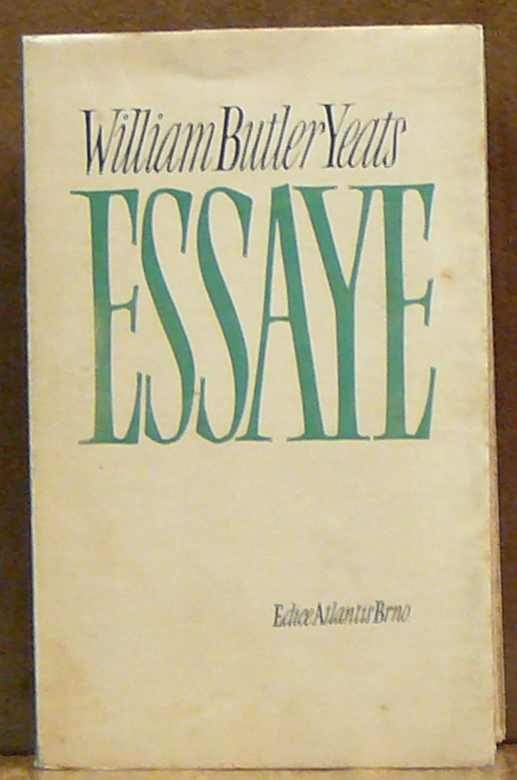 William Butler Yeats
ESSAYE
Edice Atlantis Brno